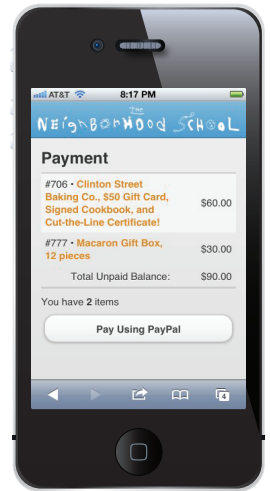 AT&T 8:17 PM
The
NEighBORHOOD ScHooL
Payment
#706 • Clinton Street
Baking Co., $50 Gift Card,
Signed Cookbook, and
Cut-the-Line Certificate!
$60.00
#777 • Macaron Gift Box,
12 pieces
$30.00
Total Unpaid Balance: $90.00
You have 2 items
Pay Using PayPal
4